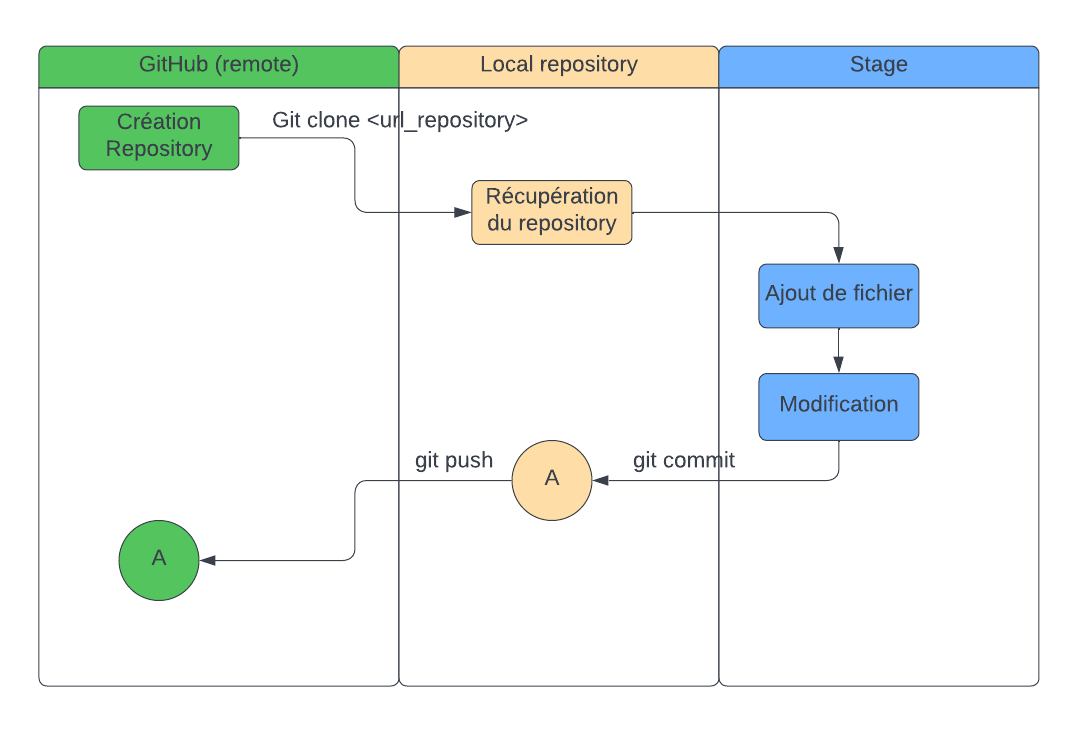 GitHub (remote)
Local repository
Stage
Création
Repository
Git clone <url_repository>
Récupération
du repository
Ajout de fichier
Modification
git push
A
git commit
A